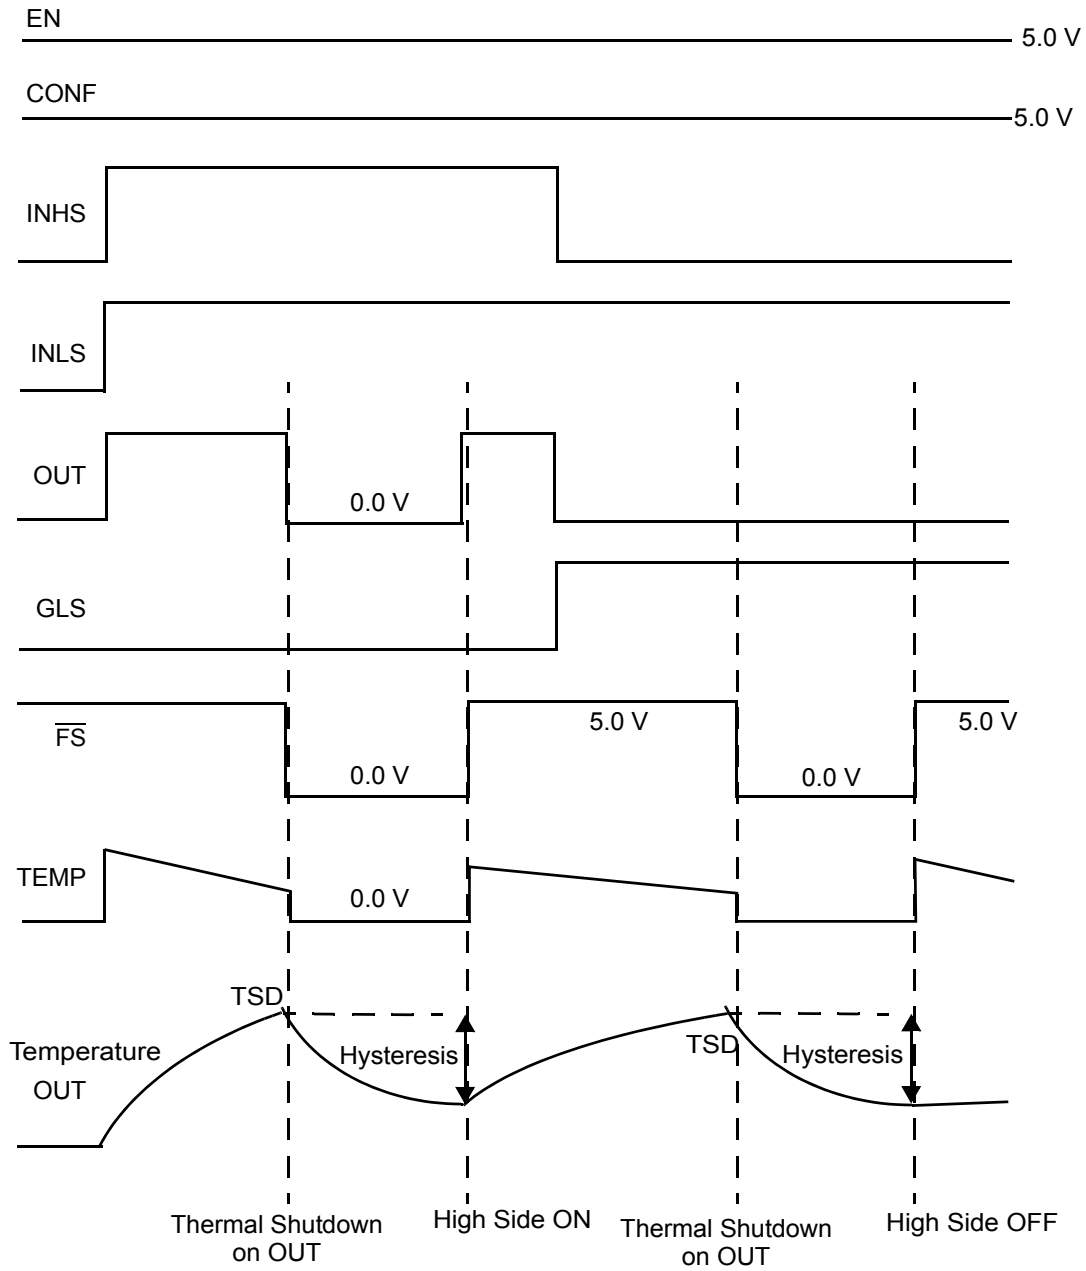 EN
5.0 V
CONF
5.0 V
INHS
INLS
OUT
0.0 V
GLS
FS
5.0 V
5.0 V
0.0 V
0.0 V
TEMP
0.0 V
TSD
Temperature
OUT
Hysteresis
TSD
Hysteresis
Thermal Shutdown
on OUT
High Side ON
Thermal Shutdown
on OUT
High Side OFF